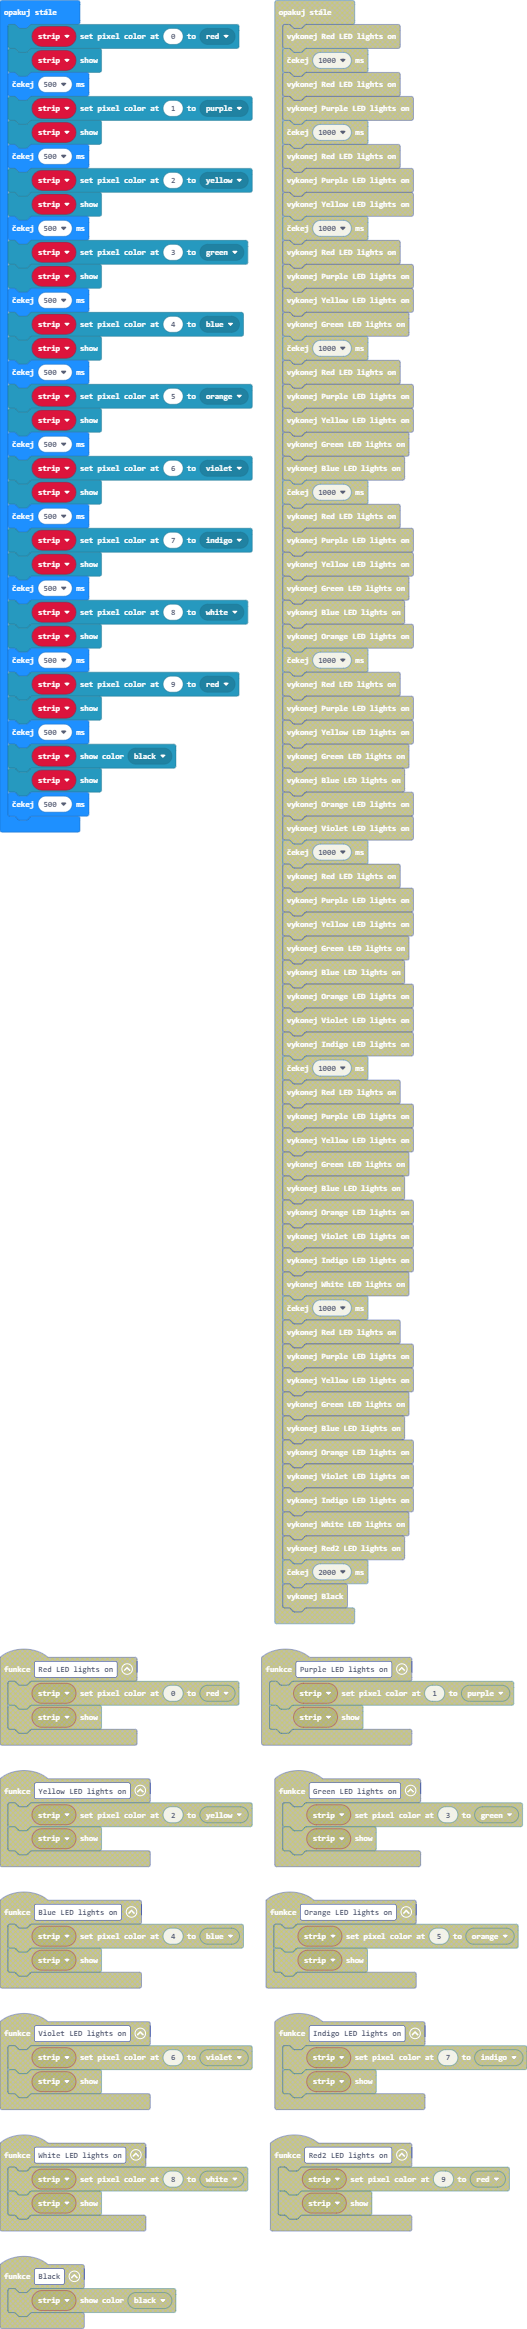 opakuj stále
strip set pixel color at 0 to red
strip show
čekej 500 ms
strip set pixel color at 1 to purple
strip show
čekej 500 ms
strip set pixel color at 2 to yellow
strip show
čekej 500 ms
strip set pixel color at 3 to green
strip show
čekej 500 ms
strip set pixel color at 4 to blue
strip show
čekej 500 ms
strip set pixel color at 5 to orange
strip show
čekej 500 ms
strip set pixel color at 6 to violet
strip show
čekej 500 ms
strip set pixel color at 7 to indigo
strip show
čekej 500 ms
strip set pixel color at 8 to white
strip show
čekej 500 ms
strip set pixel color at 9 to red
strip show
čekej 500 ms
strip show color black
strip show
čekej 500 ms
opakuj stále
vykonej Red LED lights on
čekej 1000 ms
vykonej Red LED lights on
vykonej Purple LED lights on
čekej 1000 ms
vykonej Red LED lights on
vykonej Purple LED lights on
vykonej Yellow LED lights on
čekej 1000 ms
vykonej Red LED lights on
vykonej Purple LED lights on
vykonej Yellow LED lights on
vykonej Green LED lights on
čekej 1000 ms
vykonej Red LED lights on
vykonej Purple LED lights on
vykonej Yellow LED lights on
vykonej Green LED lights on
vykonej Blue LED lights on
čekej 1000 ms
vykonej Red LED lights on
vykonej Purple LED lights on
vykonej Yellow LED lights on
vykonej Green LED lights on
vykonej Blue LED lights on
vykonej Orange LED lights on
čekej 1000 ms
vykonej Red LED lights on
vykonej Purple LED lights on
vykonej Yellow LED lights on
vykonej Green LED lights on
vykonej Blue LED lights on
vykonej Orange LED lights on
vykonej Violet LED lights on
čekej 1000 ms
vykonej Red LED lights on
vykonej Purple LED lights on
vykonej Yellow LED lights on
vykonej Green LED lights on
vykonej Blue LED lights on
vykonej Orange LED lights on
vykonej Violet LED lights on
vykonej Indigo LED lights on
čekej 1000 ms
vykonej Red LED lights on
vykonej Purple LED lights on
vykonej Yellow LED lights on
vykonej Green LED lights on
vykonej Blue LED lights on
vykonej Orange LED lights on
vykonej Violet LED lights on
vykonej Indigo LED lights on
vykonej White LED lights on
čekej 1000 ms
vykonej Red LED lights on
vykonej Purple LED lights on
vykonej Yellow LED lights on
vykonej Green LED lights on
vykonej Blue LED lights on
vykonej Orange LED lights on
vykonej Violet LED lights on
vykonej Indigo LED lights on
vykonej White LED lights on
vykonej Red2 LED lights on
čekej 2000 ms
vykonej Black
funkce Red LED lights on
strip set pixel color at 0 to red
strip show
funkce Purple LED lights on
strip set pixel color at 1 to purple
strip show
funkce Yellow LED lights on
strip set pixel color at 2 to yellow
strip show
funkce Green LED lights on
strip set pixel color at 3 to green
strip show
funkce Blue LED lights on
strip set pixel color at 4 to blue
strip show
funkce Orange LED lights on
strip set pixel color at 5 to orange
strip show
funkce Violet LED lights on
strip set pixel color at 6 to violet
strip show
funkce Indigo LED lights on
strip set pixel color at 7 to indigo
strip show
funkce White LED lights on
strip set pixel color at 8 to white
strip show
funkce Red2 LED lights on
strip set pixel color at 9 to red
strip show
funkce Black
strip show color black